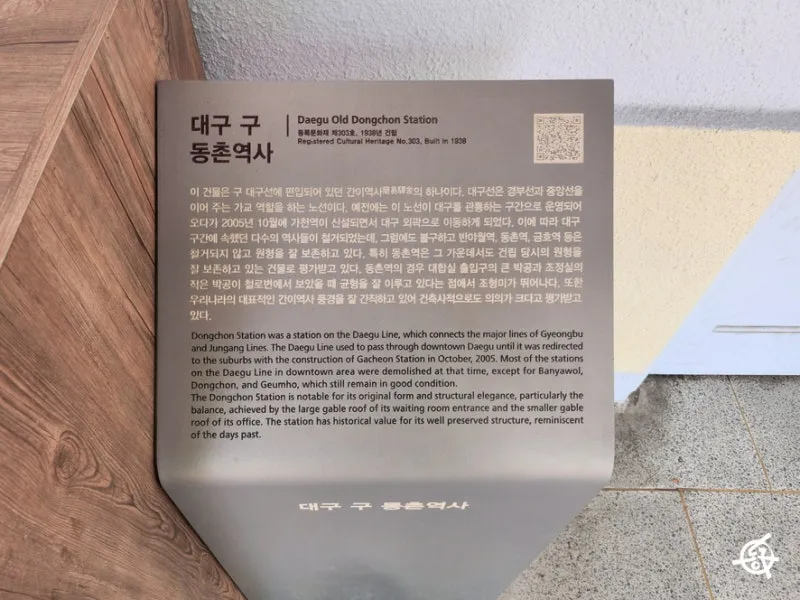 대구 구
동촌역사
Daegu Old Dongchon Station
등록문화재 제303호, 1938년 건립
Registered Cultural Heritage No.303, Built in 1938
이 건물은 구 대구선에 편입되어 있던 간이역사簡易驛舍의 하나이다. 대구선은 경부선과 중앙선을
이어 주는 가교 역할을 하는 노선이다. 예전에는 이 노선이 대구를 관통하는 구간으로 운영되어
오다가 2005년 10월에 가천역이 신설되면서 대구 외곽으로 이동하게 되었다. 이에 따라 대구
구간에 속했던 다수의 역사들이 철거되었는데, 그럼에도 불구하고 반야월역, 동촌역, 금호역 등은
철거되지 않고 원형을 잘 보존하고 있다. 특히 동촌역은 그 가운데서도 건립 당시의 원형을
잘 보존하고 있는 건물로 평가받고 있다. 동촌역의 경우 대합실 출입구의 큰 박공과 조정실의
작은 박공이 철로변에서 보았을 때 균형을 잘 이루고 있다는 점에서 조형미가 뛰어나다. 또한
우리나라의 대표적인 간이역사 풍경을 잘 간직하고 있어 건축사적으로도 의의가 크다고 평가받고
있다.
Dongchon Station was a station on the Daegu Line, which connects the major lines of Gyeongbu
and Jungang Lines. The Daegu Line used to pass through downtown Daegu until it was redirected
to the suburbs with the construction of Gacheon Station in October, 2005. Most of the stations
on the Daegu Line in downtown area were demolished at that time, except for Banyawol,
Dongchon, and Geumho, which still remain in good condition.
The Dongchon Station is notable for its original form and structural elegance, particularly the
balance, achieved by the large gable roof of its waiting room entrance and the smaller gable
roof of its office. The station has historical value for its well preserved structure, reminiscent
of the days past.
대구 구 동촌역사